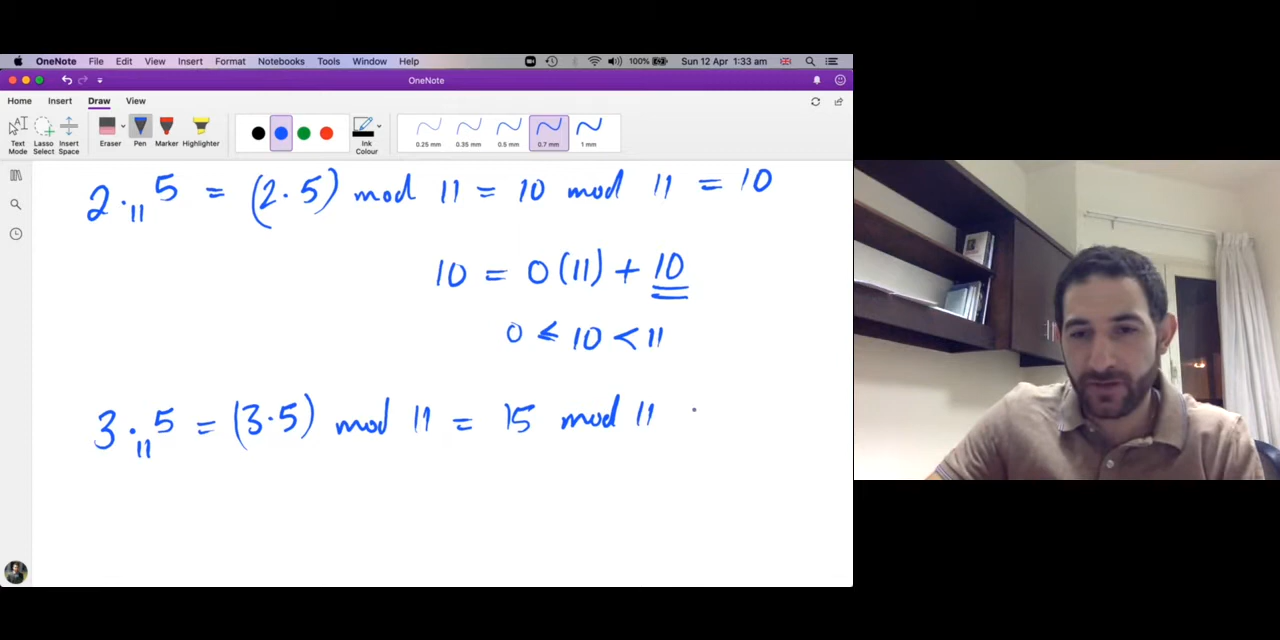 OneNote File Edit View Insert Format Notebooks Tools Window Help 100% Sun 12 Apr 1:33 am
OneNote
Home Insert Draw View
Text Mode Lasso Select Insert Space Eraser Pen Marker Highlighter Ink Colour 0.25 mm 0.35 mm 0.5 mm 0.7 mm 1 mm
2 ·₁₁ 5 = (2·5) mod 11 = 10 mod 11 = 10
10 = 0(11) + 10
0 ≤ 10 < 11
3 ·₁₁ 5 = (3·5) mod 11 = 15 mod 11